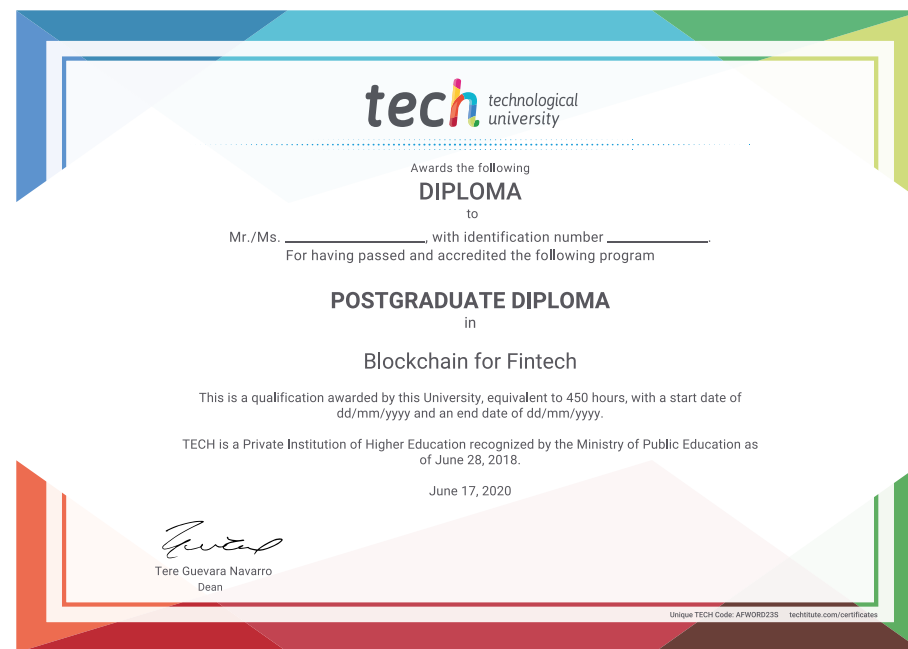 tech technological
university
Awards the following
DIPLOMA
to
Mr./Ms. ____________________, with identification number ______________.
For having passed and accredited the following program
POSTGRADUATE DIPLOMA
in
Blockchain for Fintech
This is a qualification awarded by this University, equivalent to 450 hours, with a start date of
dd/mm/yyyy and an end date of dd/mm/yyyy.
TECH is a Private Institution of Higher Education recognized by the Ministry of Public Education as
of June 28, 2018.
June 17, 2020
Tere Guevara Navarro
Dean
Unique TECH Code: AFWORD23S techtitute.com/certificates